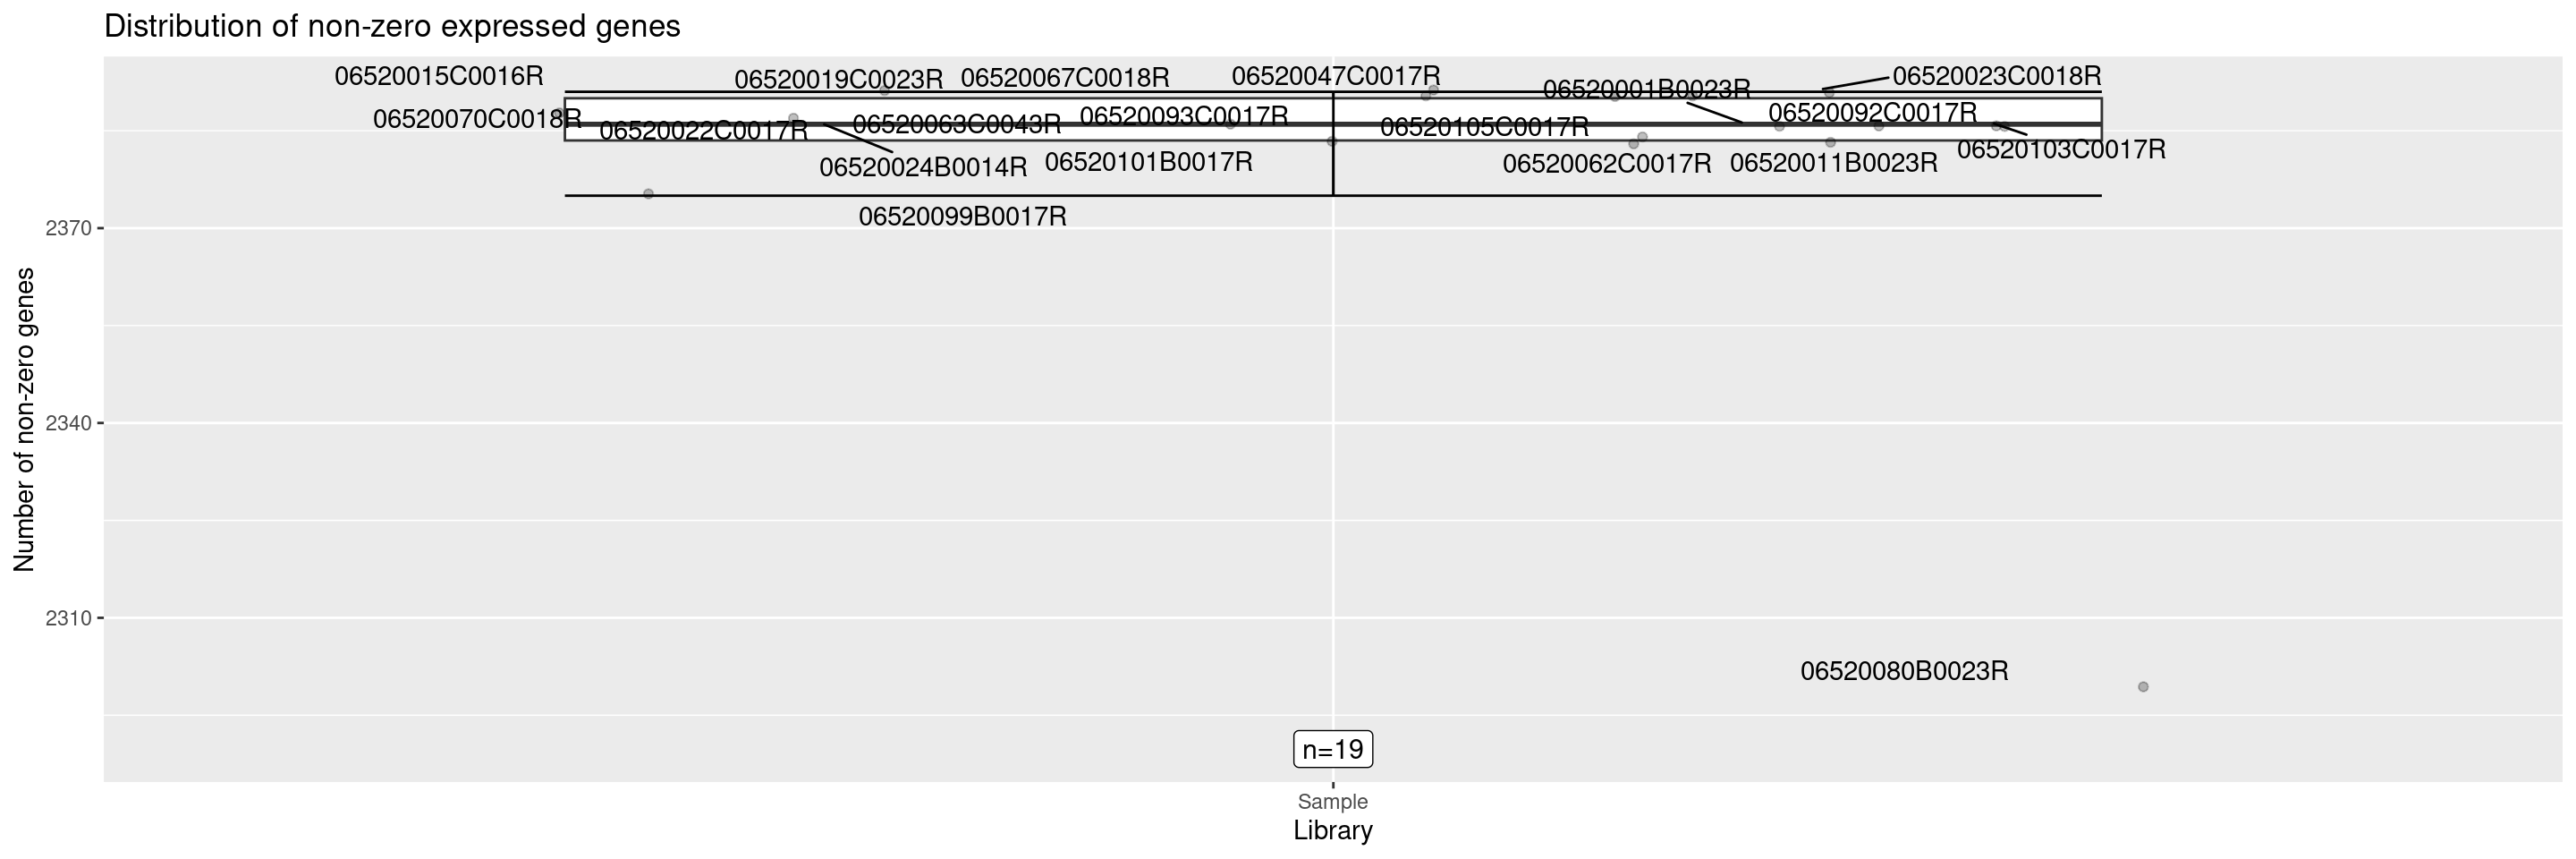 Distribution of non-zero expressed genes
06520015C0016R
06520019C0023R
06520067C0018R
06520047C0017R
06520001B0023R
06520023C0018R
06520070C0018R
06520022C0017R
06520063C0043R
06520093C0017R
06520105C0017R
06520092C0017R
06520024B0014R
06520101B0017R
06520062C0017R
06520011B0023R
06520103C0017R
06520099B0017R
2370
2340
2310
Number of non-zero genes
06520080B0023R
n=19
Sample
Library